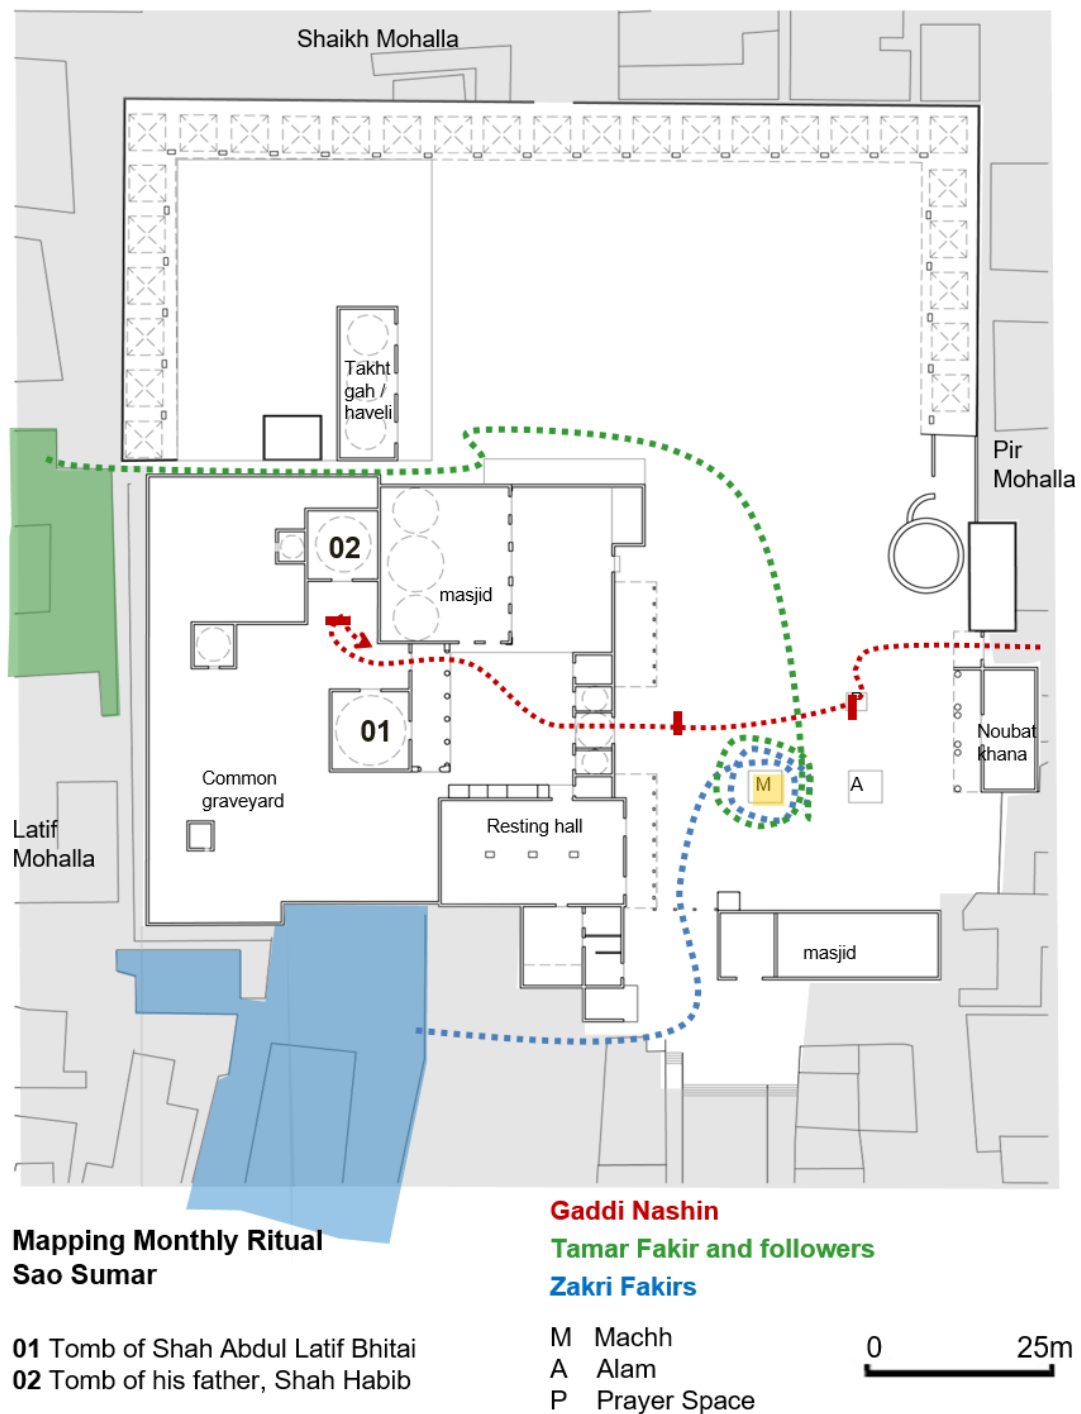 Shaikh Mohalla
Takht
gah /
haveli
Pir
Mohalla
02
masjid
01
Noubat
khana
Common
graveyard
M
A
Latif
Mohalla
Resting hall
masjid
Mapping Monthly Ritual
Sao Sumar
01 Tomb of Shah Abdul Latif Bhitai
02 Tomb of his father, Shah Habib
Gaddi Nashin
Tamar Fakir and followers
Zakri Fakirs
M Machh
A Alam
P Prayer Space
0 25m